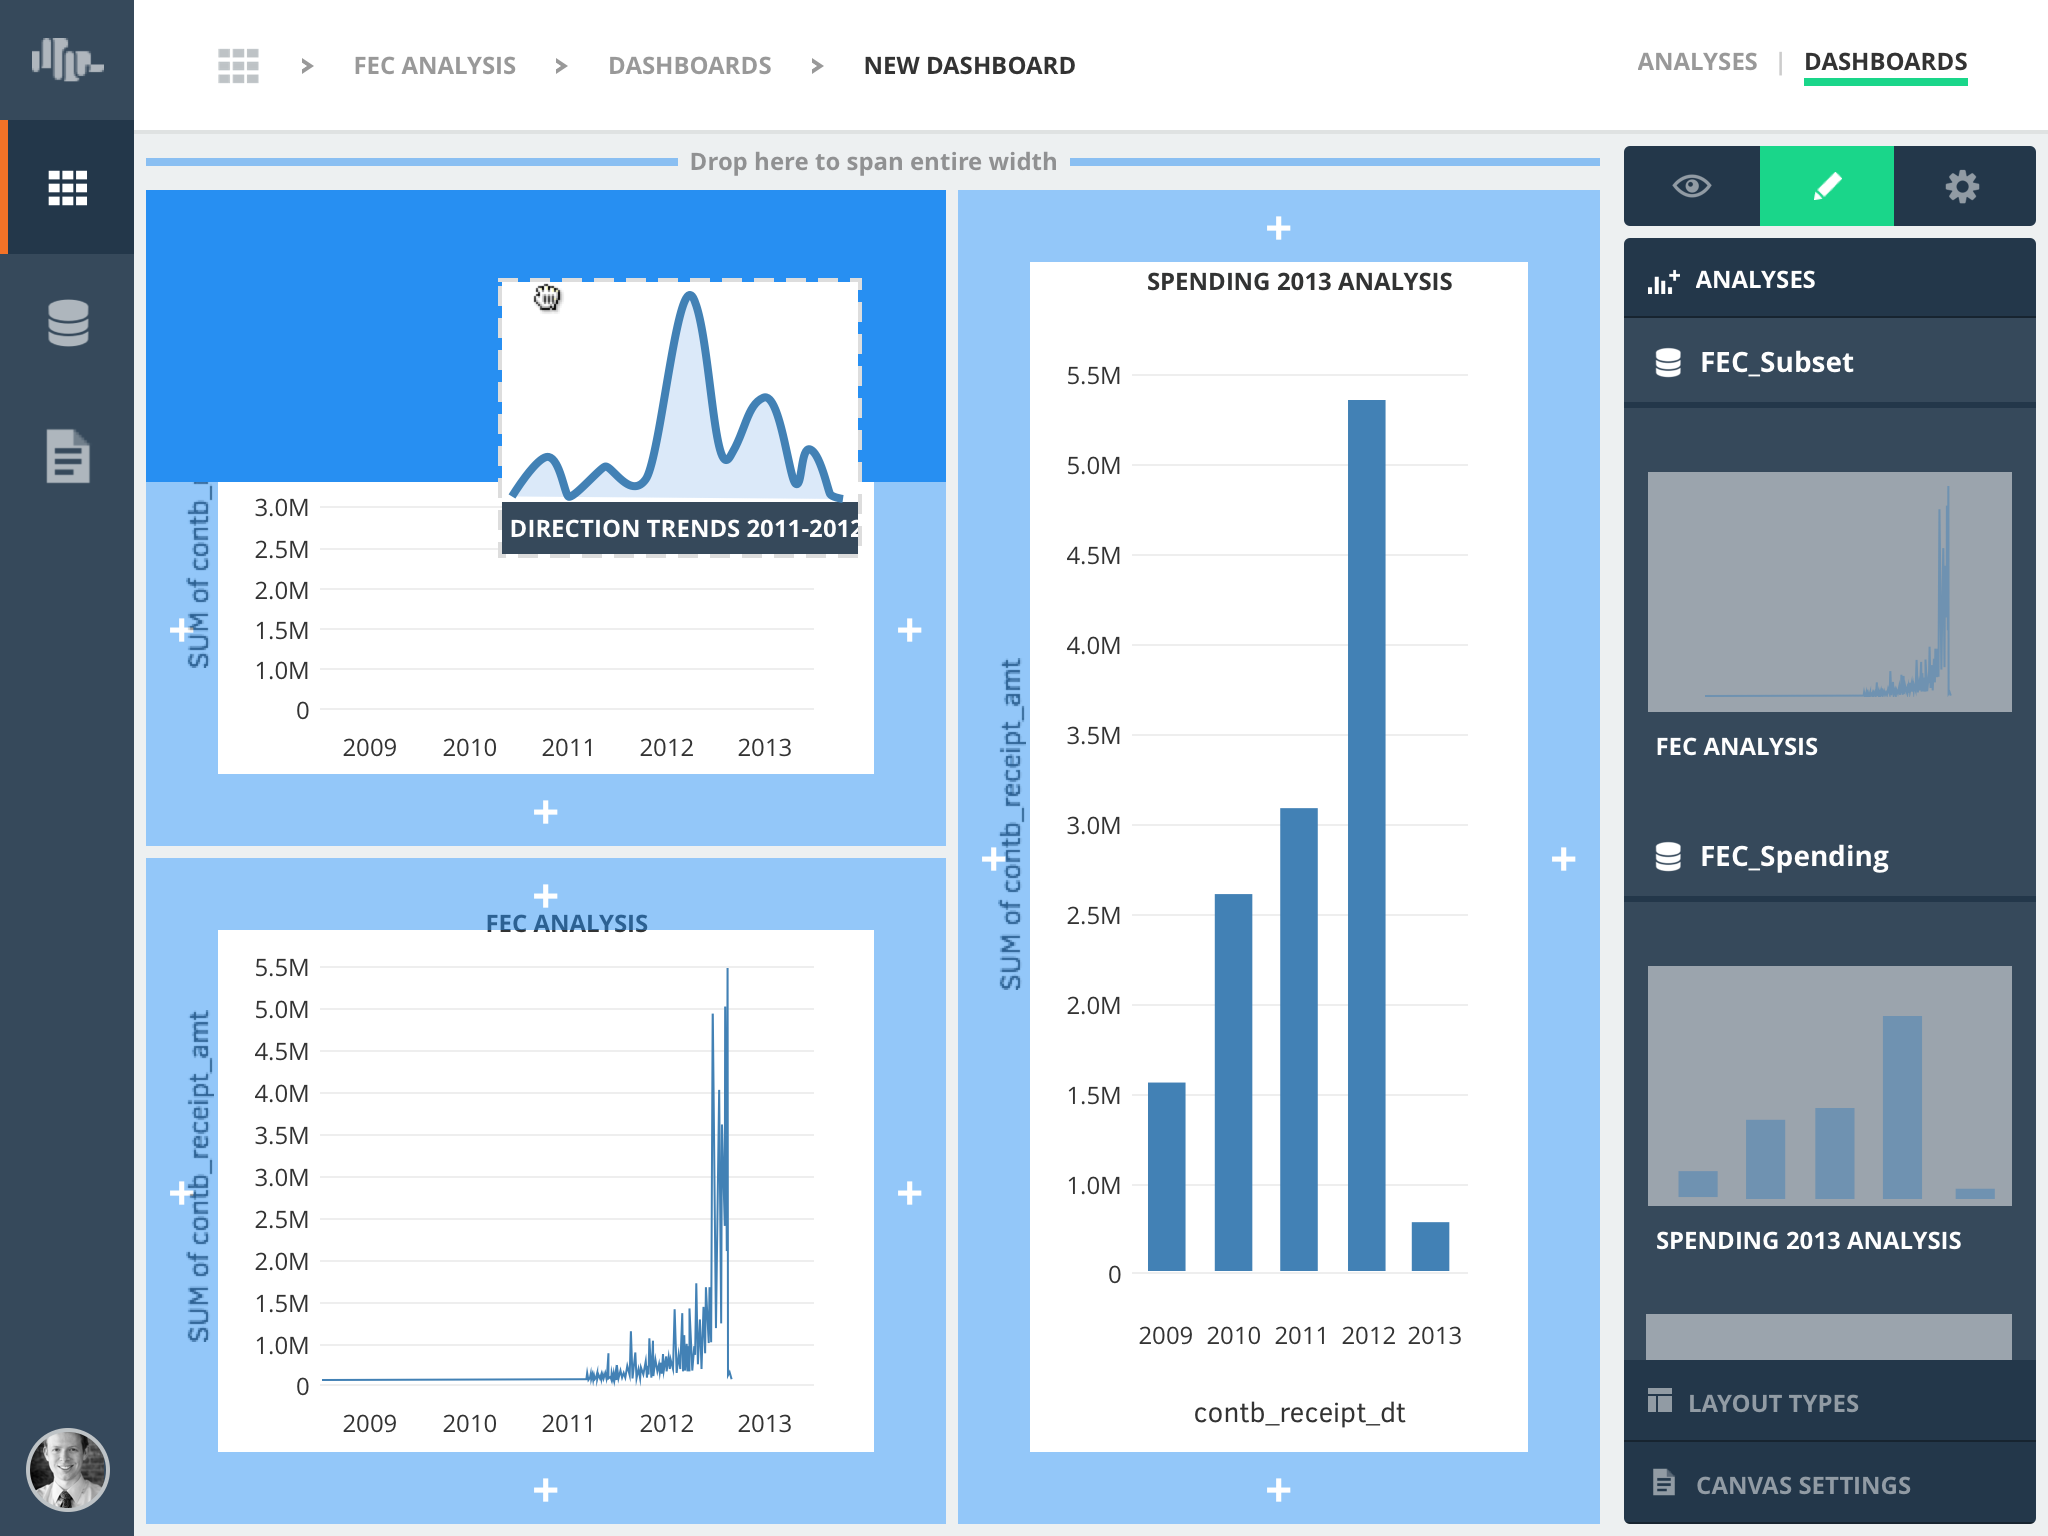 > FEC ANALYSIS > DASHBOARDS > NEW DASHBOARD
ANALYSES | DASHBOARDS
Drop here to span entire width
DIRECTION TRENDS 2011-2012
SUM of contb_
3.0M
2.5M
2.0M
1.5M
1.0M
0
2009 2010 2011 2012 2013
FEC ANALYSIS
SUM of contb_receipt_amt
5.5M
5.0M
4.5M
4.0M
3.5M
3.0M
2.5M
2.0M
1.5M
1.0M
0
2009 2010 2011 2012 2013
SPENDING 2013 ANALYSIS
SUM of contb_receipt_amt
5.5M
5.0M
4.5M
4.0M
3.5M
3.0M
2.5M
2.0M
1.5M
1.0M
0
2009 2010 2011 2012 2013
contb_receipt_dt
ANALYSES
FEC_Subset
FEC ANALYSIS
FEC_Spending
SPENDING 2013 ANALYSIS
LAYOUT TYPES
CANVAS SETTINGS